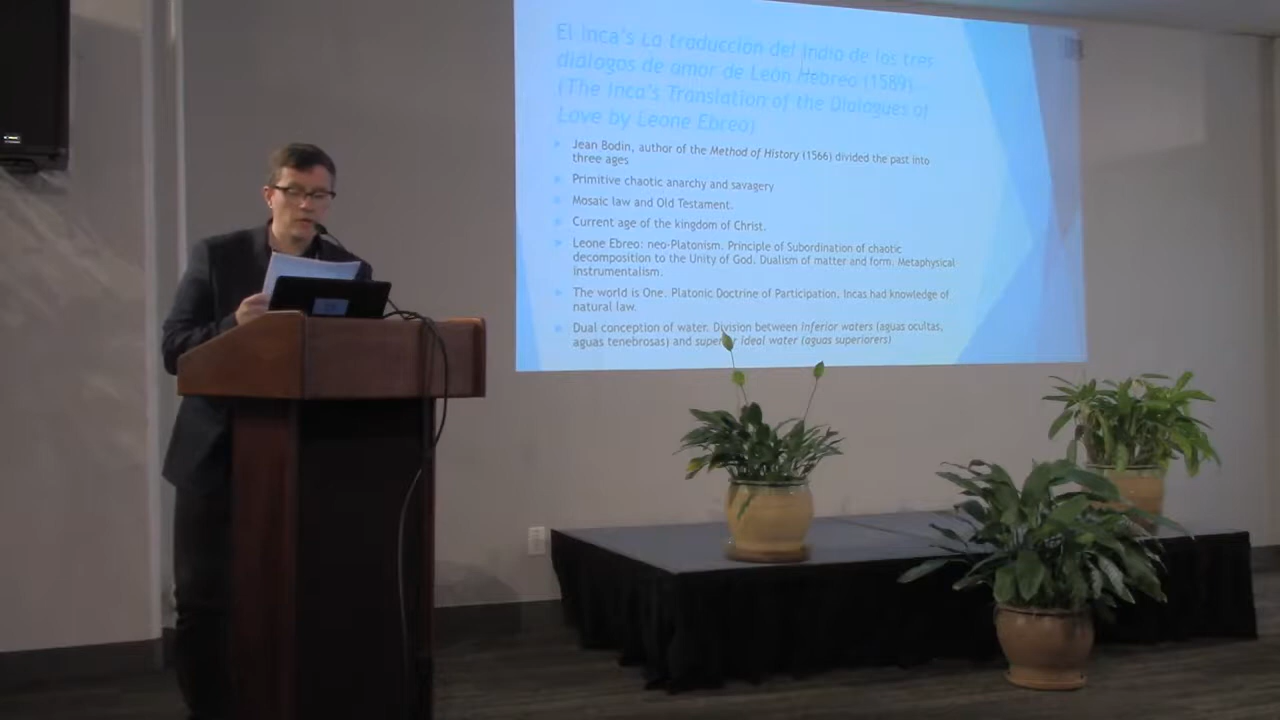 El Inca's La traducción del Indio de los tres
diálogos de amor de León Hebreo (1589)
(The Inca's Translation of the Dialogues of
Love by Leone Ebreo)
Jean Bodin, author of the Method of History (1566) divided the past into
three ages
Primitive chaotic anarchy and savagery
Mosaic law and Old Testament.
Current age of the kingdom of Christ.
Leone Ebreo: neo-Platonism. Principle of Subordination of chaotic
decomposition to the Unity of God. Dualism of matter and form. Metaphysical
instrumentalism.
The world is One. Platonic Doctrine of Participation. Incas had knowledge of
natural law.
Dual conception of water. Division between inferior waters (aguas ocultas,
aguas tenebrosas) and superior ideal water (aguas superiorers)